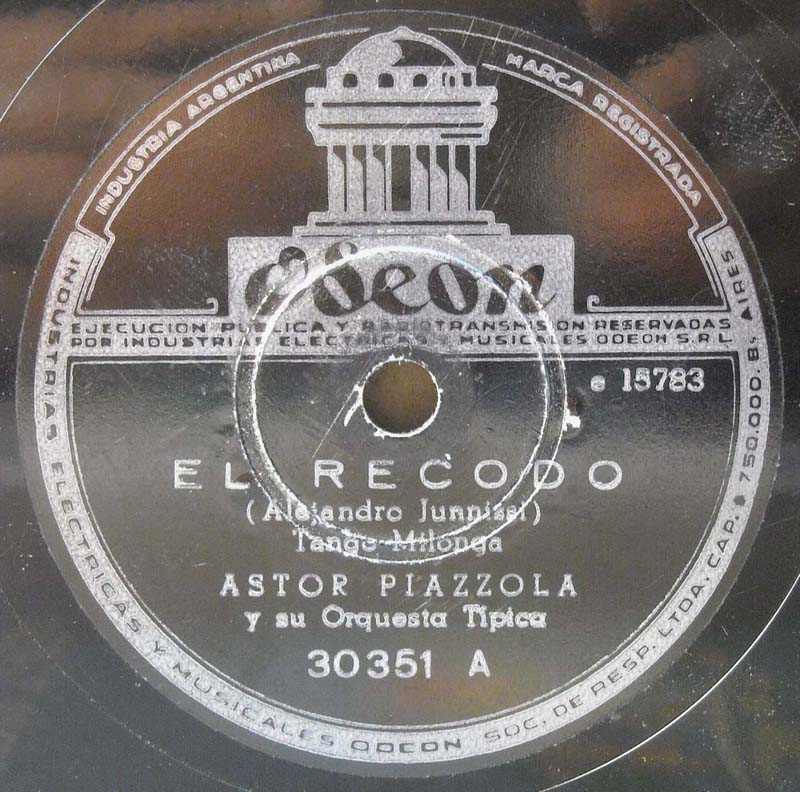 INDUSTRIA ARGENTINA
MARCA REGISTRADA
Odeon
EJECUCION PUBLICA Y RADIOTRANSMISION RESERVADAS
POR INDUSTRIAS ELECTRICAS Y MUSICALES ODEON S.R.L.
e 15783
EL RECODO
(Alejandro Junnissi)
Tango Milonga
ASTOR PIAZZOLA
y su Orquesta Típica
30351 A
INDUSTRIAS ELECTRICAS Y MUSICALES ODEON SOC. DE RESP. LTDA. CAP. $ 750.000. Bs. AIRES